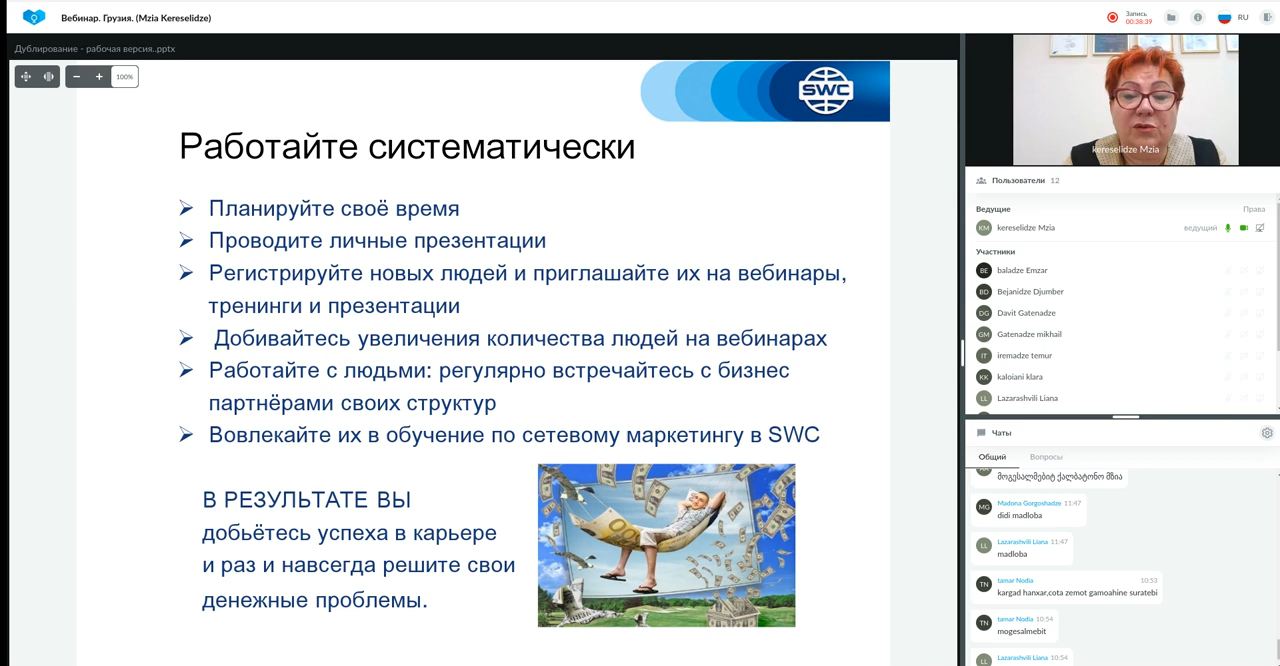 Вебинар. Грузия. (Mzia Kereselidze)
Запись
00:38:39
RU
Дублирование - рабочая версия..pptx
100%
SWC
Работайте систематически
Планируйте своё время
Проводите личные презентации
Регистрируйте новых людей и приглашайте их на вебинары,
тренинги и презентации
Добивайтесь увеличения количества людей на вебинарах
Работайте с людьми: регулярно встречайтесь с бизнес
партнёрами своих структур
Вовлекайте их в обучение по сетевому маркетингу в SWC
В РЕЗУЛЬТАТЕ ВЫ
добьётесь успеха в карьере
и раз и навсегда решите свои
денежные проблемы.
kereselidze Mzia
Пользователи 12
Ведущие Права
KM kereselidze Mzia ведущий
Участники
BE baladze Emzar
BD Bejanidze Djumber
DG Davit Gatenadze
GM Gatenadze mikhail
IT iremadze temur
KK kaloiani klara
LL Lazarashvili Liana
Чаты
Общий Вопросы
მოგესალმებიტ ქალბატონო მზია
MG Madona Gorgoshadze 11:47
didi madloba
LL Lazarashvili Liana 11:47
madloba
TN tamar Nodia 10:53
kargad hanxar,cota zemot gamoahine suratebi
TN tamar Nodia 10:54
mogesalmebit
LL Lazarashvili Liana 10:54